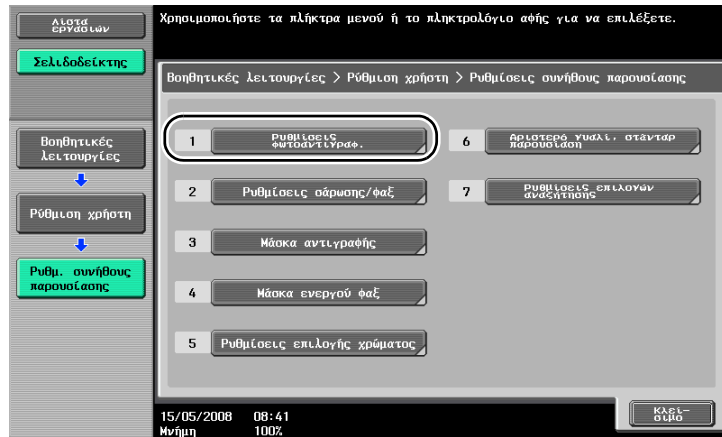 Λίστα
εργασιών
Χρησιμοποιήστε τα πλήκτρα μενού ή το πληκτρολόγιο αφής για να επιλέξετε.
Σελιδοδείκτης
Βοηθητικές λειτουργίες > Ρύθμιση χρήστη > Ρυθμίσεις συνήθους παρουσίασης
Βοηθητικές
λειτουργίες
Ρύθμιση χρήστη
Ρυθμ. συνήθους
παρουσίασης
1 Ρυθμίσεις
φωτοαντιγραφ.
2 Ρυθμίσεις σάρωσης/φαξ
3 Μάσκα αντιγραφής
4 Μάσκα ενεργού φαξ
5 Ρυθμίσεις επιλογής χρώματος
6 Αριστερό γυαλί, στάνταρ
παρουσίαση
7 Ρυθμίσεις επιλογών
αναζήτησης
15/05/2008 08:41
Μνήμη 100%
Κλεί-
σιμο